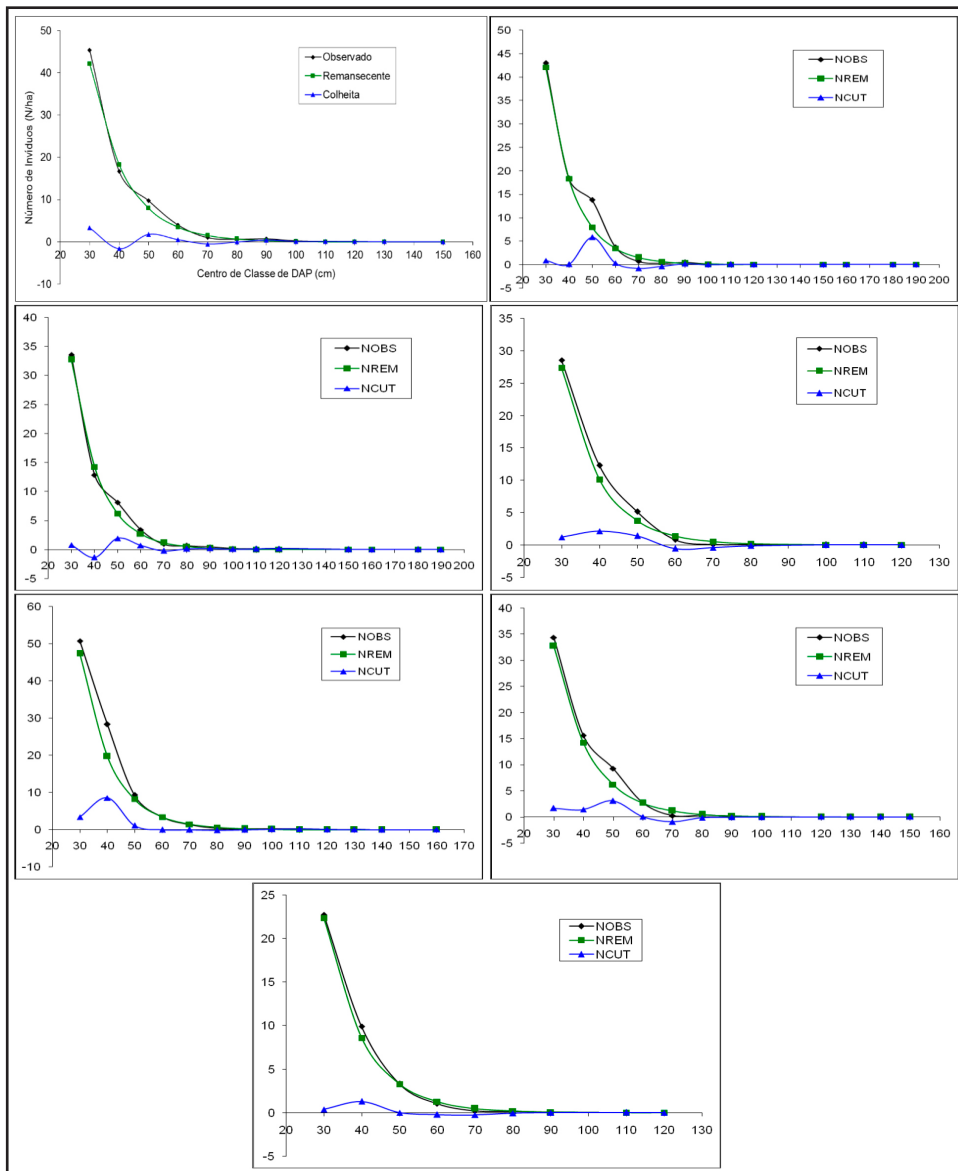 50
40
30
20
10
0
-10
Número de Invíduos (N/ha)
Observado
Remansecente
Colheita
20 30 40 50 60 70 80 90 100 110 120 130 140 150 160
Centro de Classe de DAP (cm)
50
45
40
35
30
25
20
15
10
5
0
-5
NOBS
NREM
NCUT
20 30 40 50 60 70 80 90 100 110 120 130 140 150 160 170 180 190 200
40
35
30
25
20
15
10
5
0
-5
NOBS
NREM
NCUT
20 30 40 50 60 70 80 90 100 110 120 130 140 150 160 170 180 190 200
35
30
25
20
15
10
5
0
-5
NOBS
NREM
NCUT
20 30 40 50 60 70 80 90 100 110 120 130
60
50
40
30
20
10
0
-10
NOBS
NREM
NCUT
20 30 40 50 60 70 80 90 100 110 120 130 140 150 160 170
40
35
30
25
20
15
10
5
0
-5
NOBS
NREM
NCUT
20 30 40 50 60 70 80 90 100 110 120 130 140 150 160
25
20
15
10
5
0
-5
NOBS
NREM
NCUT
20 30 40 50 60 70 80 90 100 110 120 130